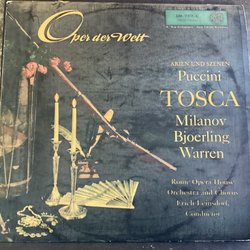 Oper der Welt
ARIEN UND SZENEN
Puccini
TOSCA
Milanov
Bjoerling
Warren
Rome Opera House
Orchestra and Chorus
Erich Leinsdorf,
Conductor